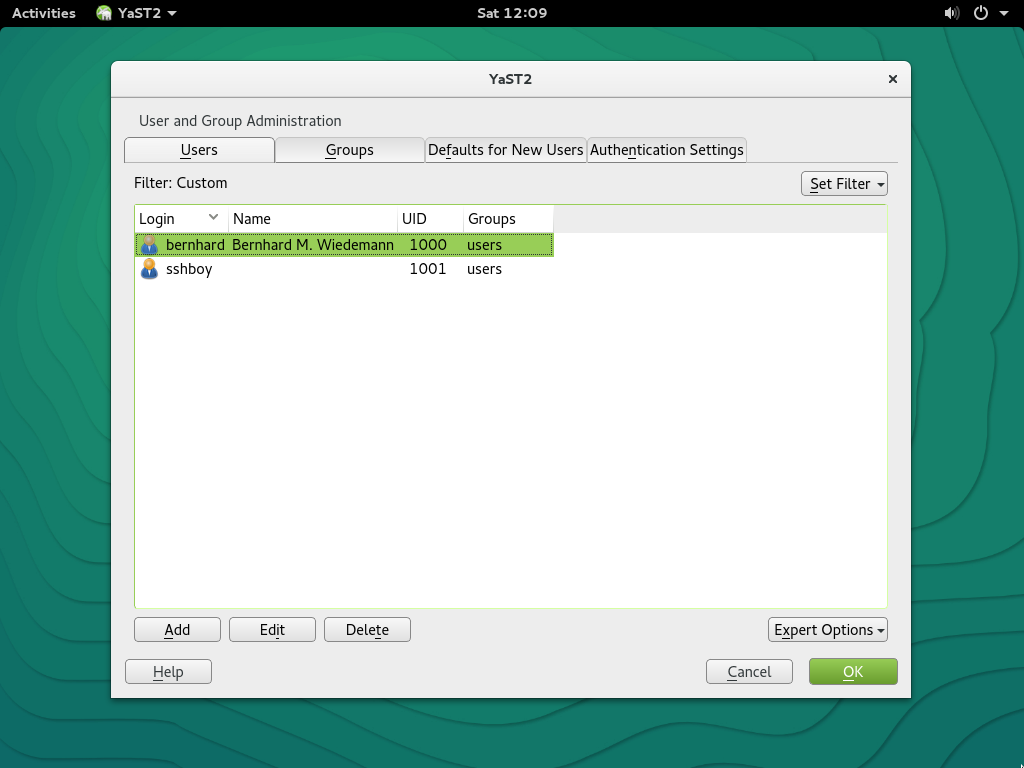 Activities YaST2 Sat 12:09
YaST2
User and Group Administration
Users Groups Defaults for New Users Authentication Settings
Filter: Custom Set Filter
Login Name UID Groups
bernhard Bernhard M. Wiedemann 1000 users
sshboy 1001 users
Add Edit Delete Expert Options
Help Cancel OK